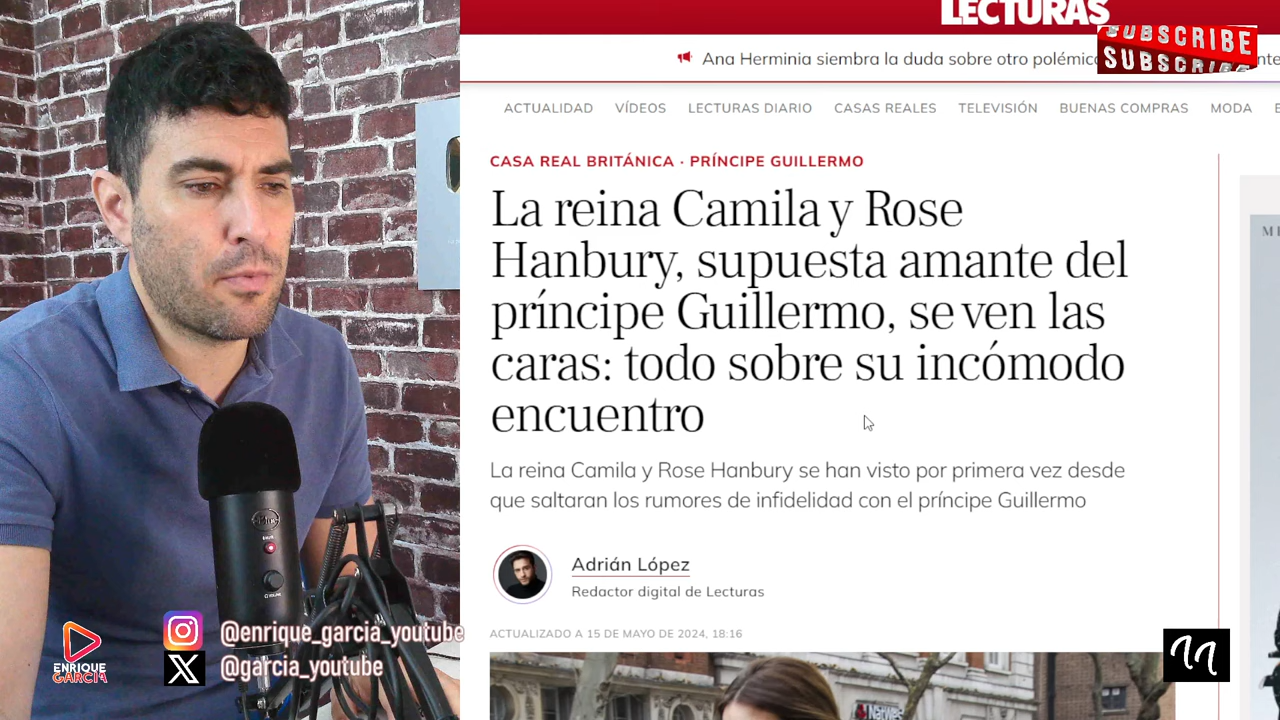 LECTURAS
SUBSCRIBE
SUBSCRIBE
Ana Herminia siembra la duda sobre otro polémico
ACTUALIDAD VÍDEOS LECTURAS DIARIO CASAS REALES TELEVISIÓN BUENAS COMPRAS MODA
CASA REAL BRITÁNICA · PRÍNCIPE GUILLERMO
La reina Camila y Rose
Hanbury, supuesta amante del
príncipe Guillermo, se ven las
caras: todo sobre su incómodo
encuentro
La reina Camila y Rose Hanbury se han visto por primera vez desde
que saltaran los rumores de infidelidad con el príncipe Guillermo
Adrián López
Redactor digital de Lecturas
ACTUALIZADO A 15 DE MAYO DE 2024, 18:16
@enrique_garcia_youtube
@garcia_youtube
ENRIQUE
GARCIA